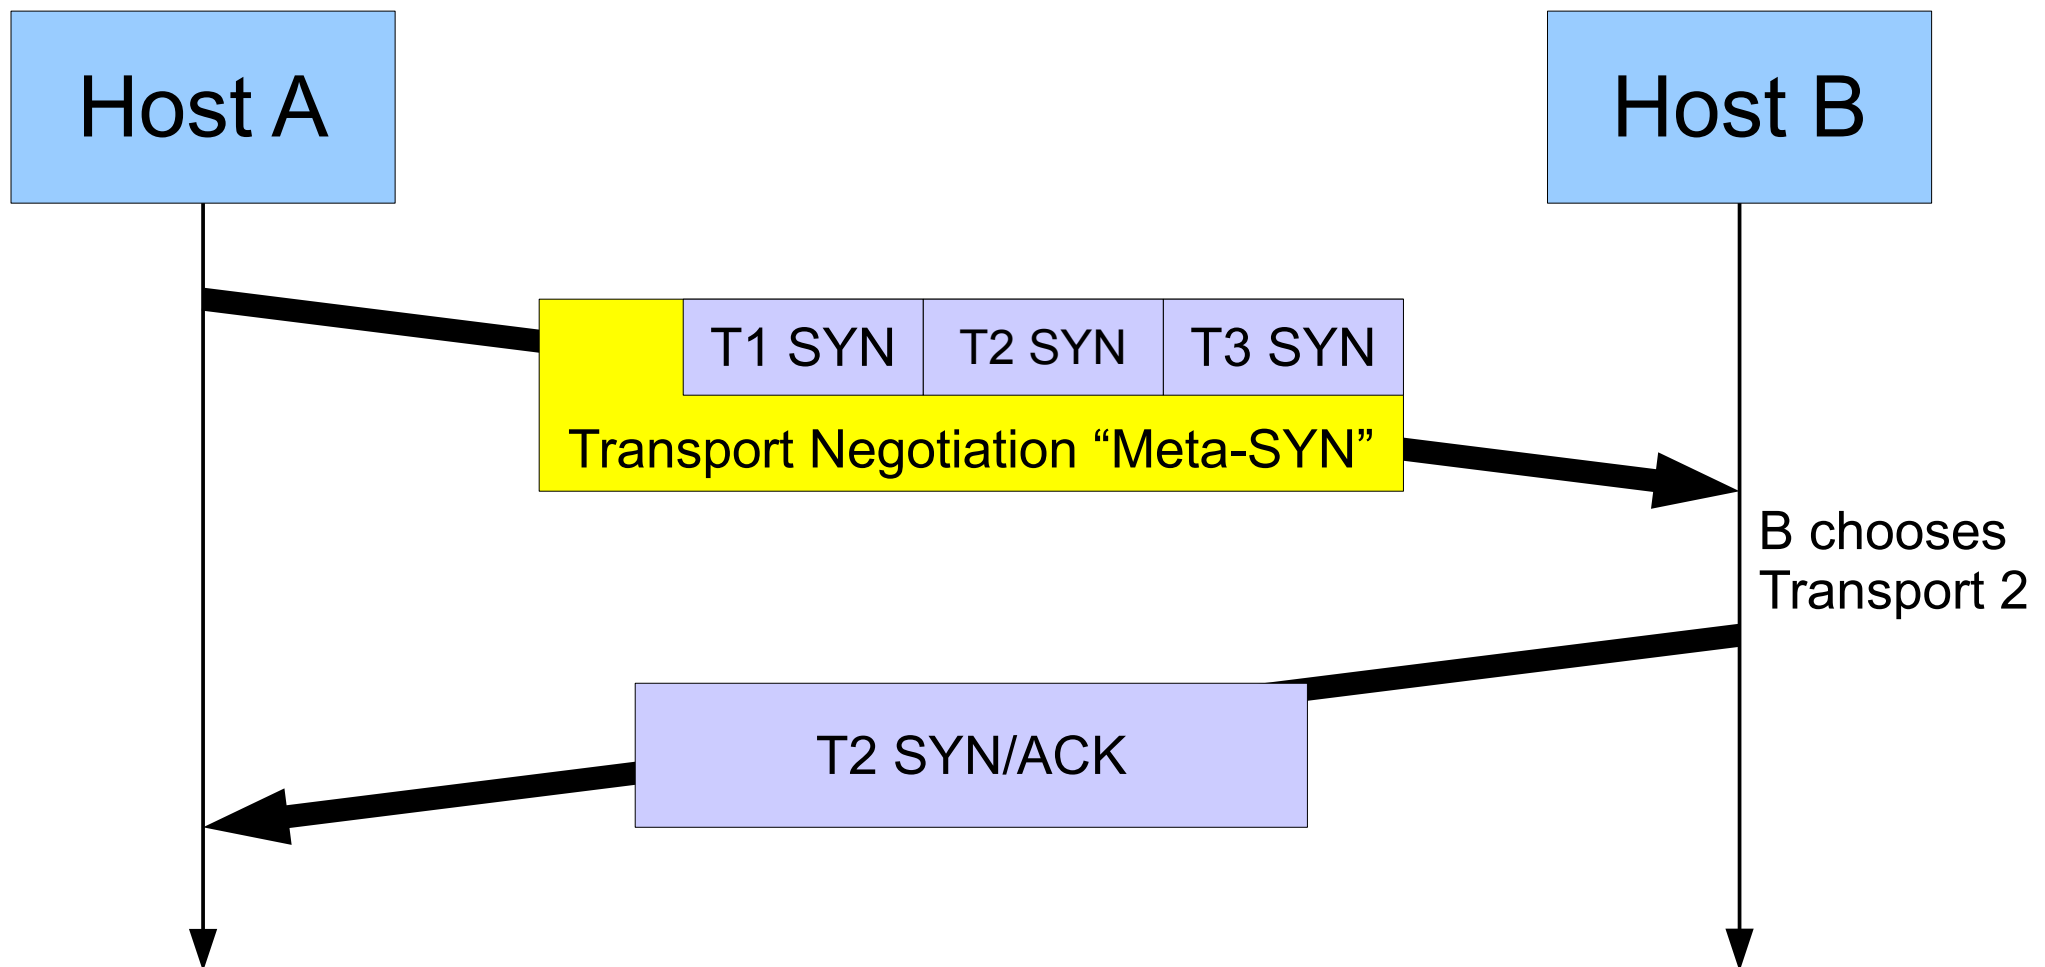 Host A
Host B
T1 SYN
T2 SYN
T3 SYN
Transport Negotiation “Meta-SYN”
B chooses
Transport 2
T2 SYN/ACK